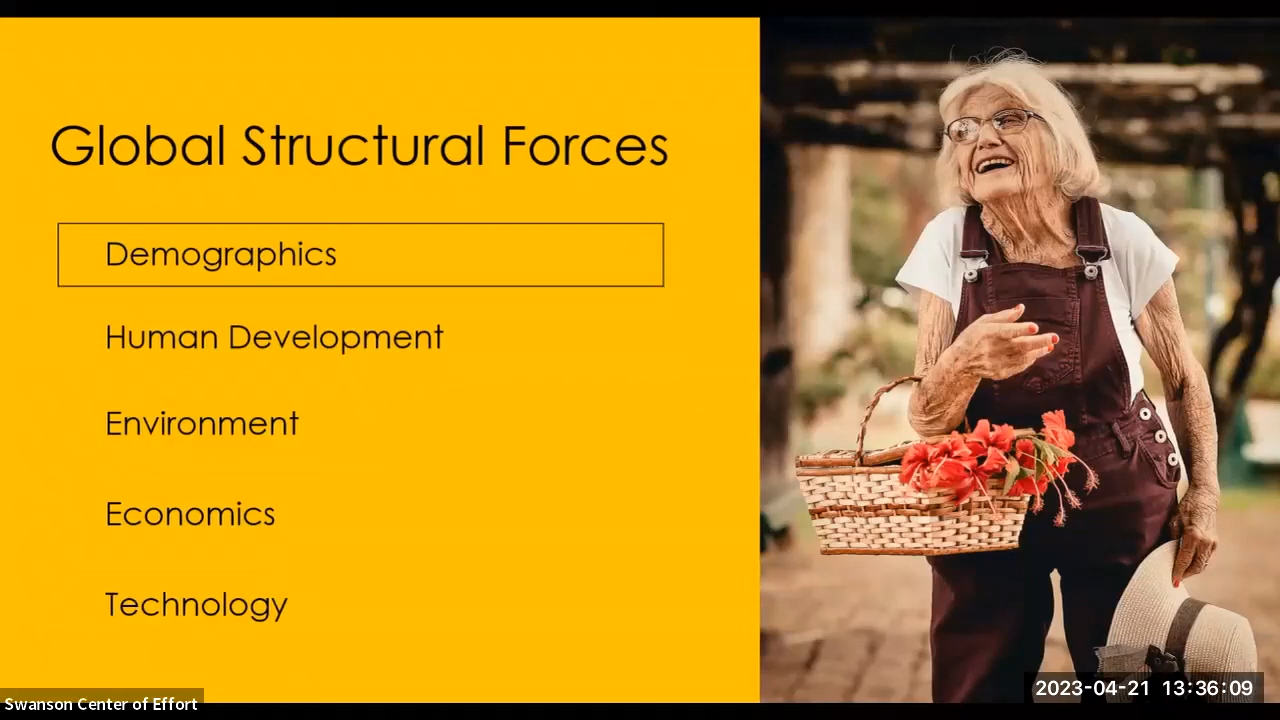 Global Structural Forces
Demographics
Human Development
Environment
Economics
Technology
Swanson Center of Effort
2023-04-21 13:36:09